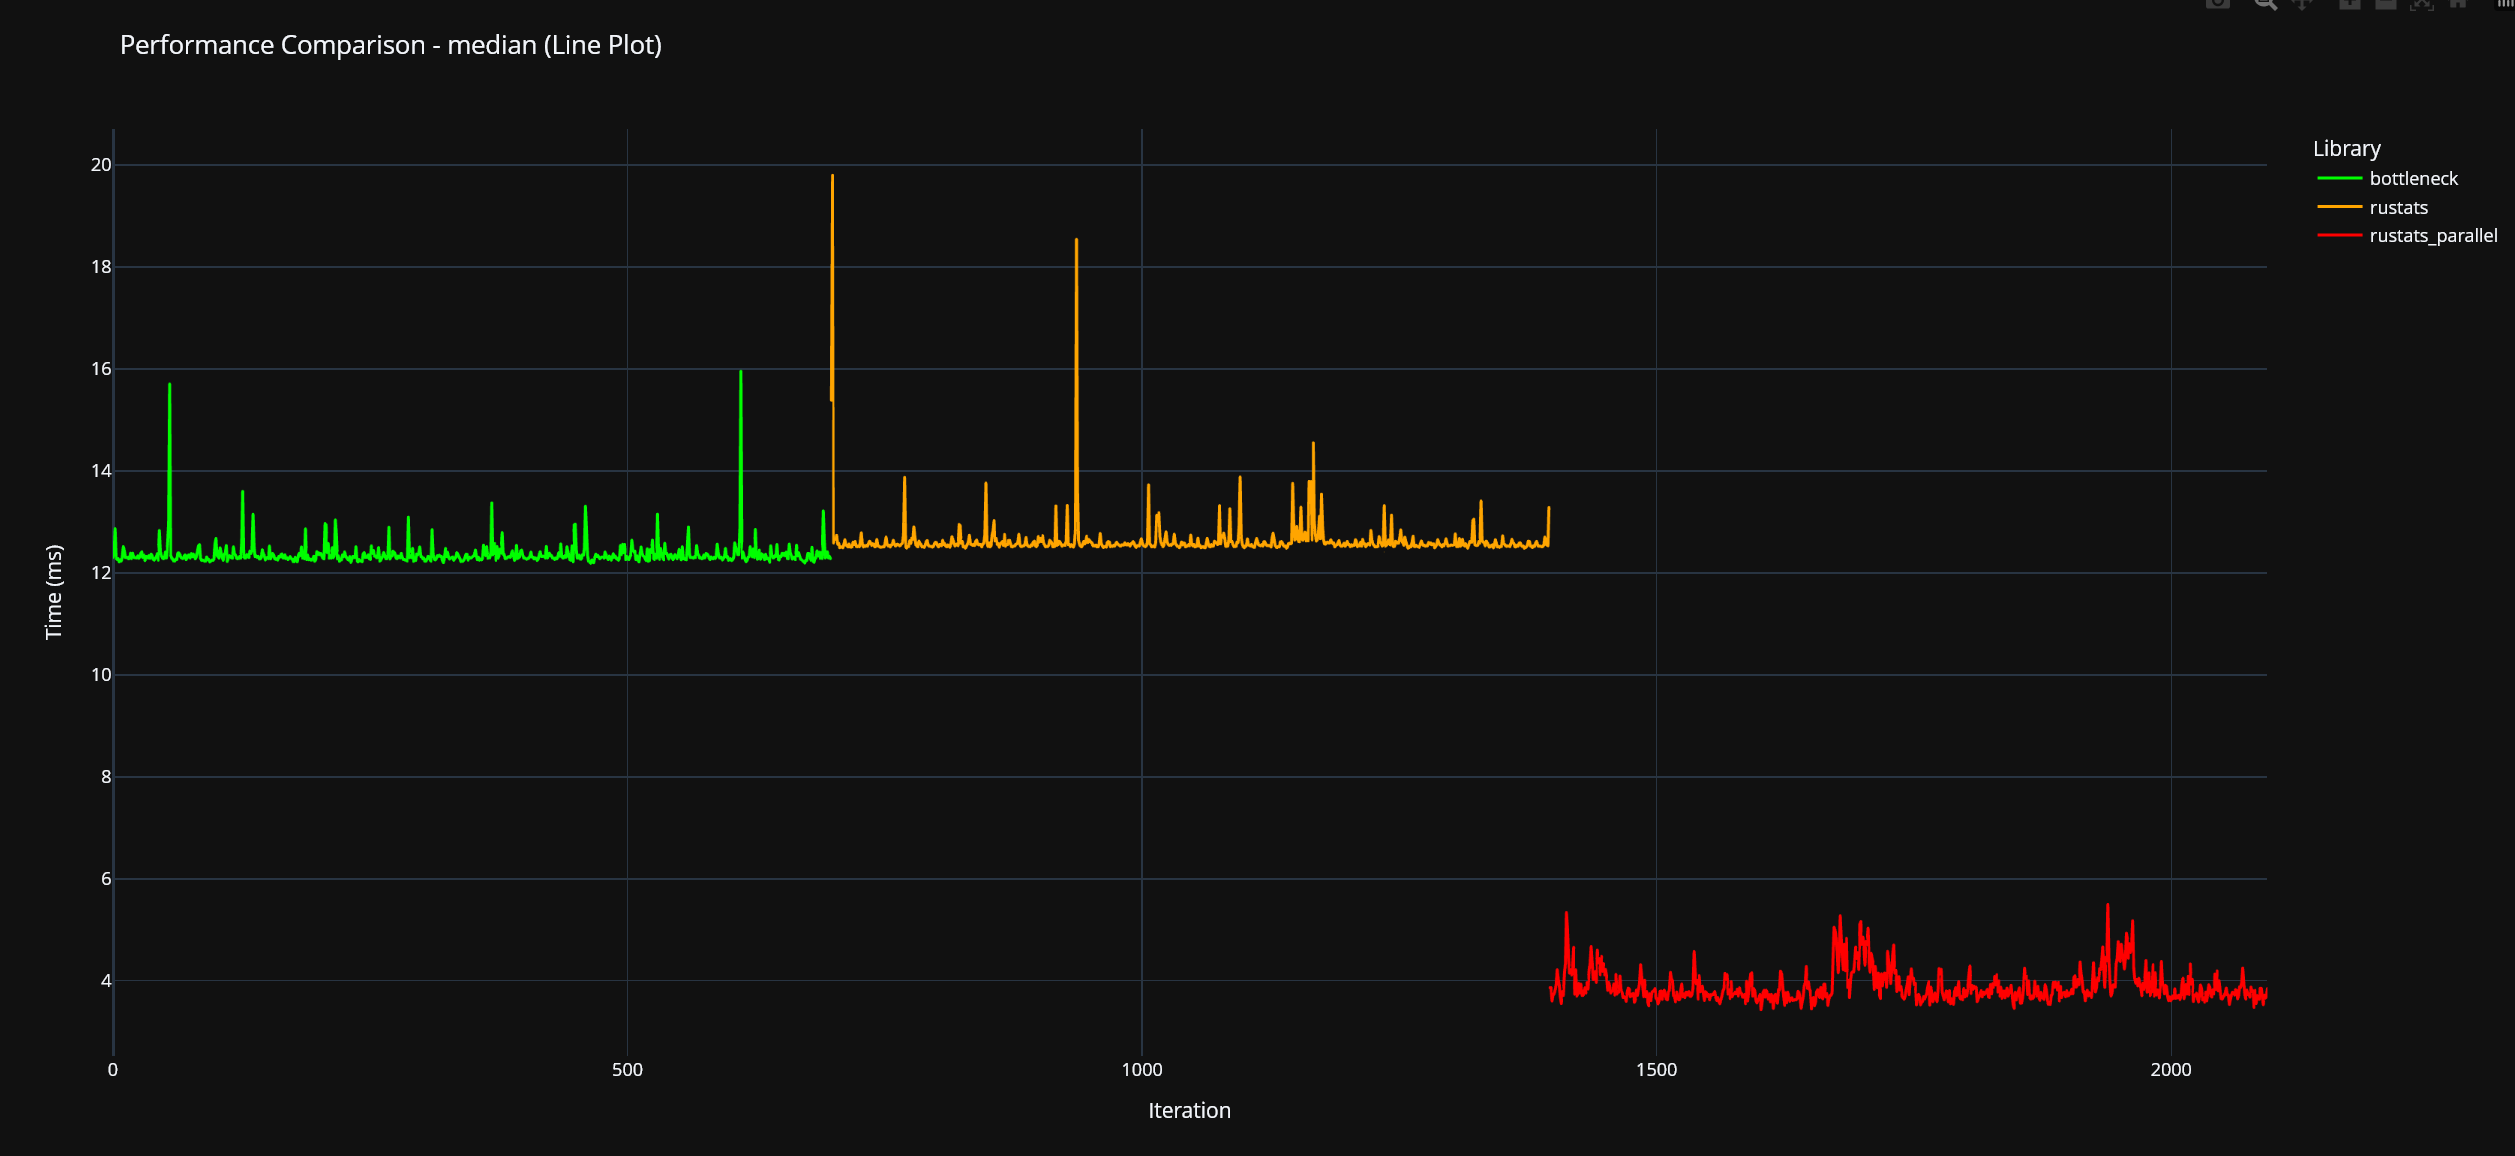 Performance Comparison - median (Line Plot)
Library
bottleneck
rustats
rustats_parallel
Time (ms)
20
18
16
14
12
10
8
6
4
0
500
1000
1500
2000
Iteration